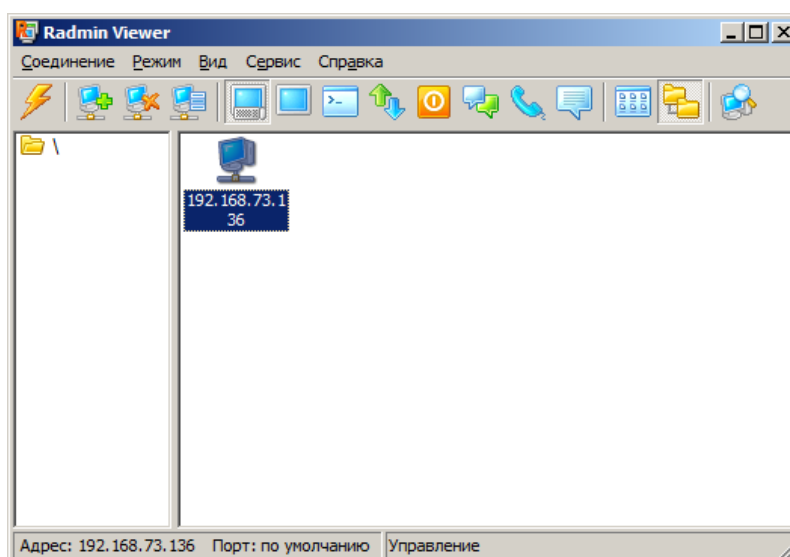 Radmin Viewer
Соединение Режим Вид Сервис Справка
\
192.168.73.1
36
Адрес: 192.168.73.136 Порт: по умолчанию Управление